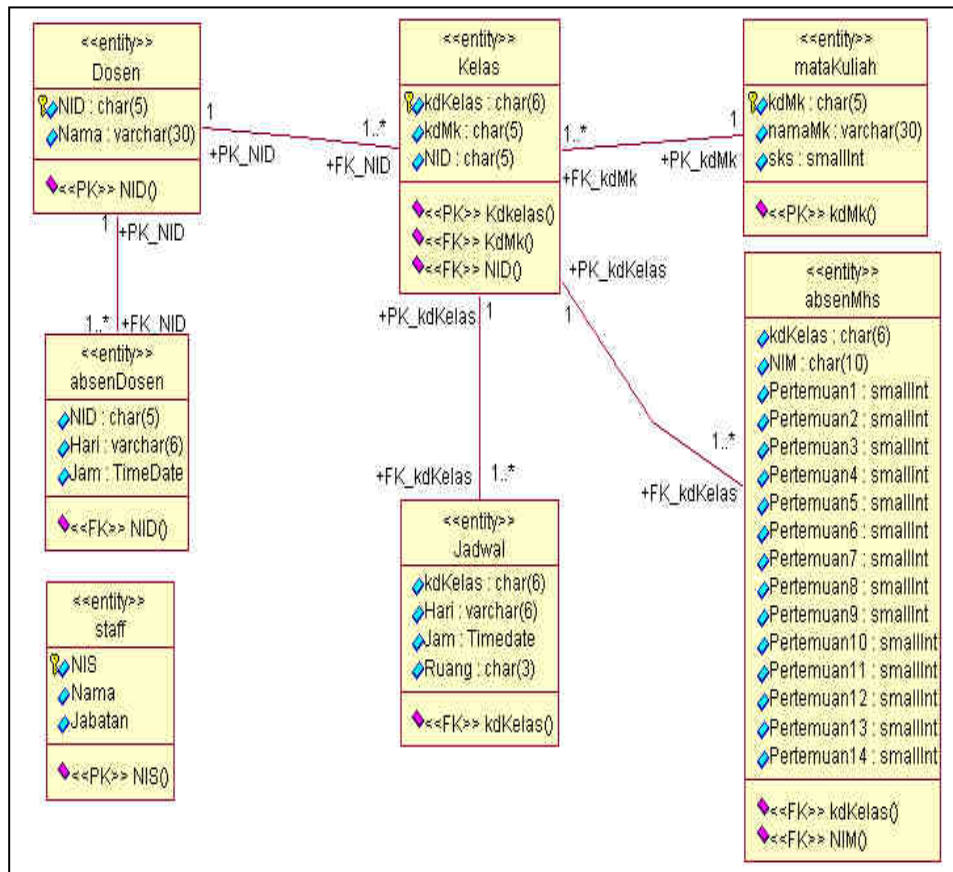 <<entity>>
Dosen
NID : char(5)
Nama : varchar(30)
<<PK>> NID()
1
+PK_NID
1..*
+FK_NID
<<entity>>
Kelas
kdKelas : char(6)
kdMk : char(5)
NID : char(5)
<<PK>> Kdkelas()
<<FK>> KdMk()
<<FK>> NID()
1..*
+FK_kdMk
1
+PK_kdMk
<<entity>>
mataKuliah
kdMk : char(5)
namaMk : varchar(30)
sks : smallInt
<<PK>> kdMk()
1
+PK_NID
1..*
+FK_NID
<<entity>>
absenDosen
NID : char(5)
Hari : varchar(6)
Jam : TimeDate
<<FK>> NID()
+PK_kdKelas
1
+FK_kdKelas
1..*
<<entity>>
Jadwal
kdKelas : char(6)
Hari : varchar(6)
Jam : Timedate
Ruang : char(3)
<<FK>> kdKelas()
+PK_kdKelas
1
1..*
+FK_kdKelas
<<entity>>
absenMhs
kdKelas : char(6)
NIM : char(10)
Pertemuan1 : smallInt
Pertemuan2 : smallInt
Pertemuan3 : smallInt
Pertemuan4 : smallInt
Pertemuan5 : smallInt
Pertemuan6 : smallInt
Pertemuan7 : smallInt
Pertemuan8 : smallInt
Pertemuan9 : smallInt
Pertemuan10 : smallInt
Pertemuan11 : smallInt
Pertemuan12 : smallInt
Pertemuan13 : smallInt
Pertemuan14 : smallInt
<<FK>> kdKelas()
<<FK>> NIM()
<<entity>>
staff
NIS
Nama
Jabatan
<<PK>> NIS()